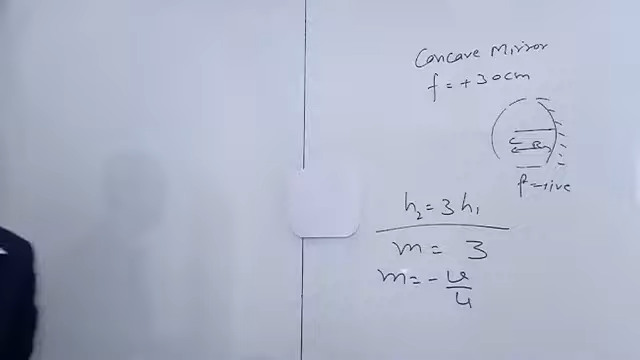 Concave Mirror
f = +30cm
C
f = +ive
h₂ = 3 h₁
m = 3
m = - v/u